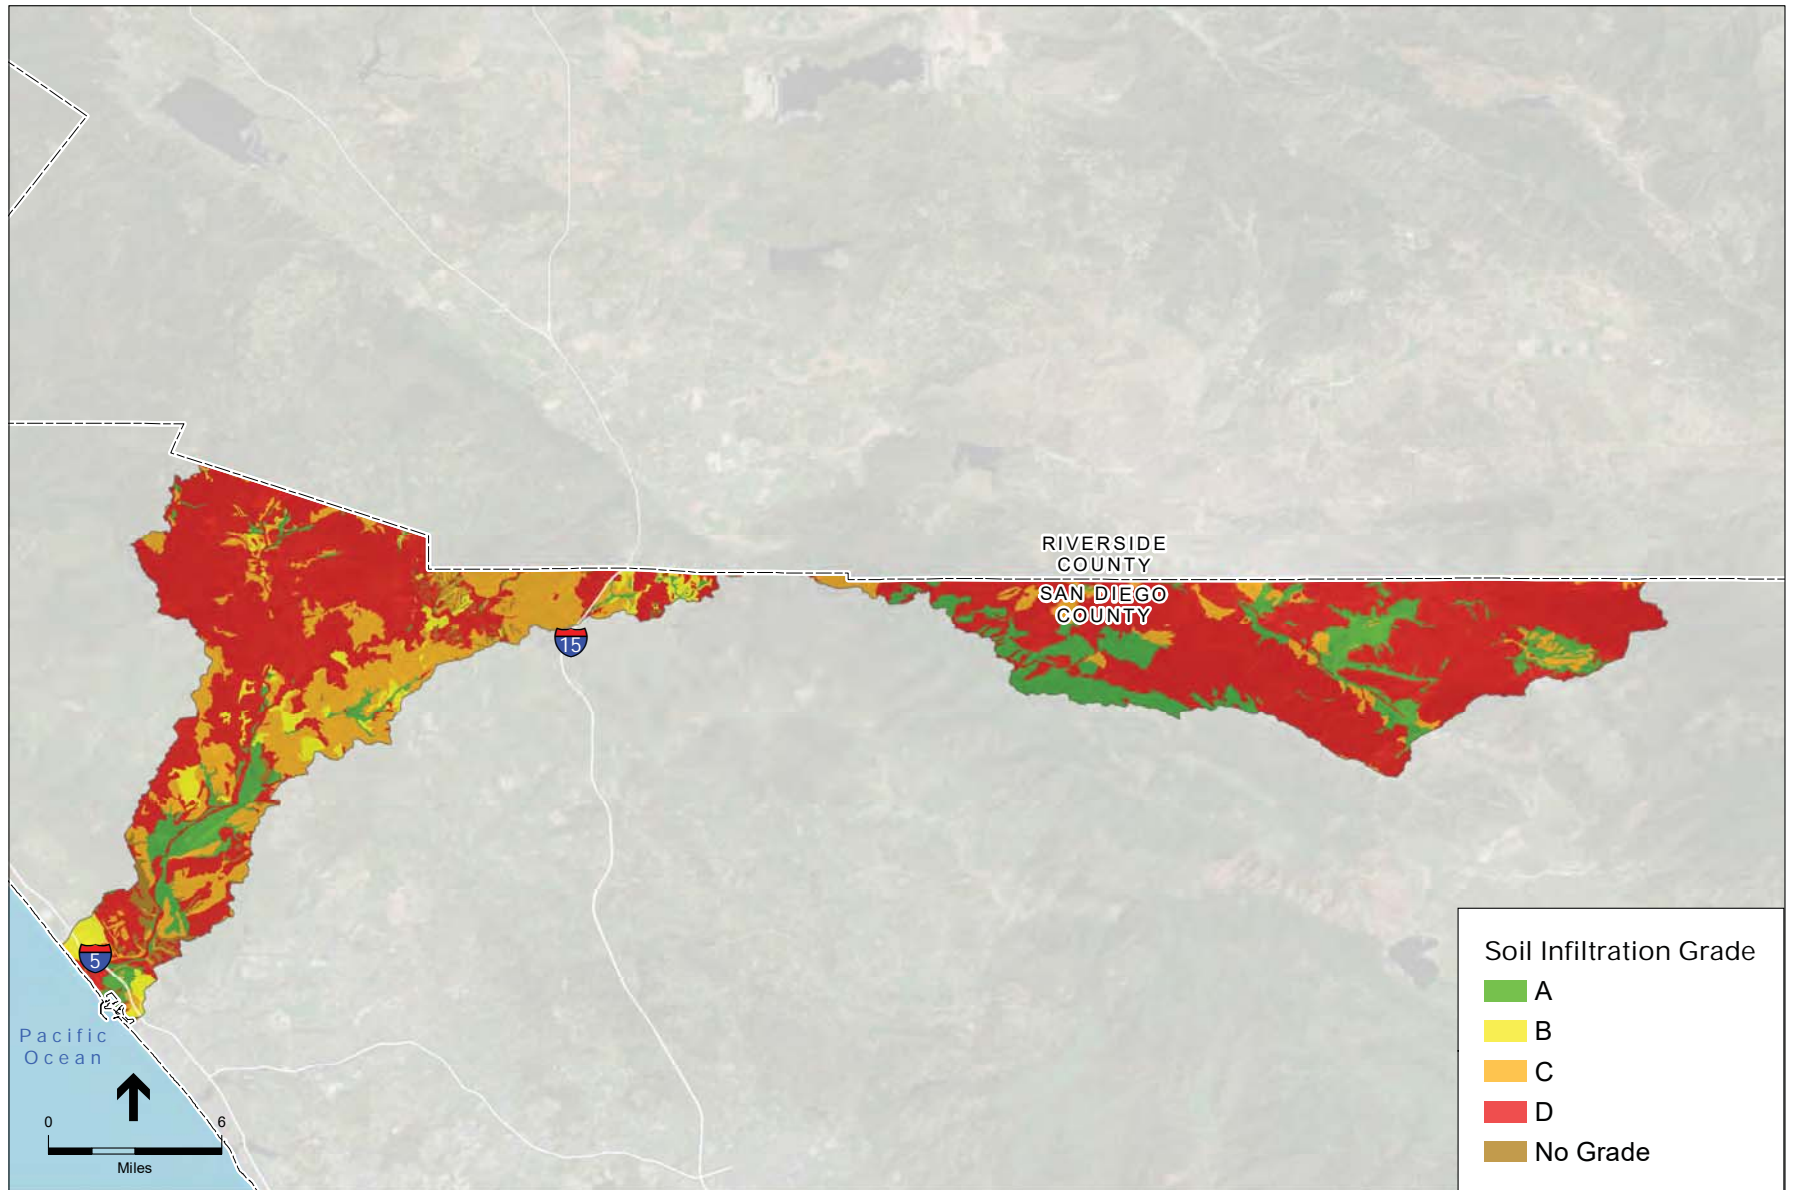 RIVERSIDE
COUNTY
SAN DIEGO
COUNTY
15
5
Pacific
Ocean
0 6
Miles
Soil Infiltration Grade
A
B
C
D
No Grade